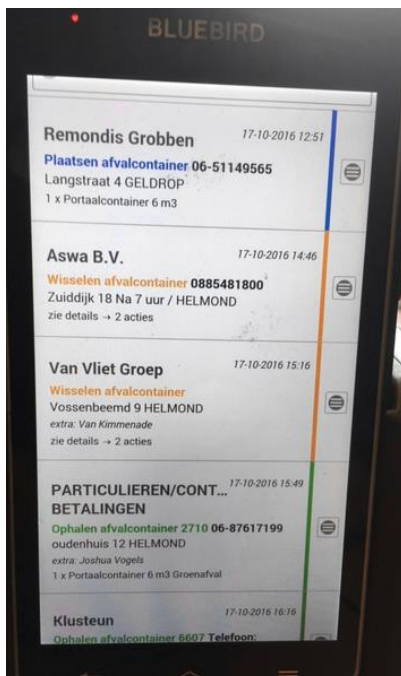 BLUEBIRD
Remondis Grobben 17-10-2016 12:51
Plaatsen afvalcontainer 06-51149565
Langstraat 4 GELDROP
1 x Portaalcontainer 6 m3
Aswa B.V. 17-10-2016 14:46
Wisselen afvalcontainer 0885481800
Zuiddijk 18 Na 7 uur / HELMOND
zie details → 2 acties
Van Vliet Groep 17-10-2016 15:16
Wisselen afvalcontainer
Vossenbeemd 9 HELMOND
extra: Van Kimmenade
zie details → 2 acties
PARTICULIEREN/CONT... 17-10-2016 15:49
BETALINGEN
Ophalen afvalcontainer 2710 06-87617199
oudenhuis 12 HELMOND
extra: Joshua Vogels
1 x Portaalcontainer 6 m3 Groenafval
Klusteun 17-10-2016 16:16
Ophalen afvalcontainer 6607 Telefoon: